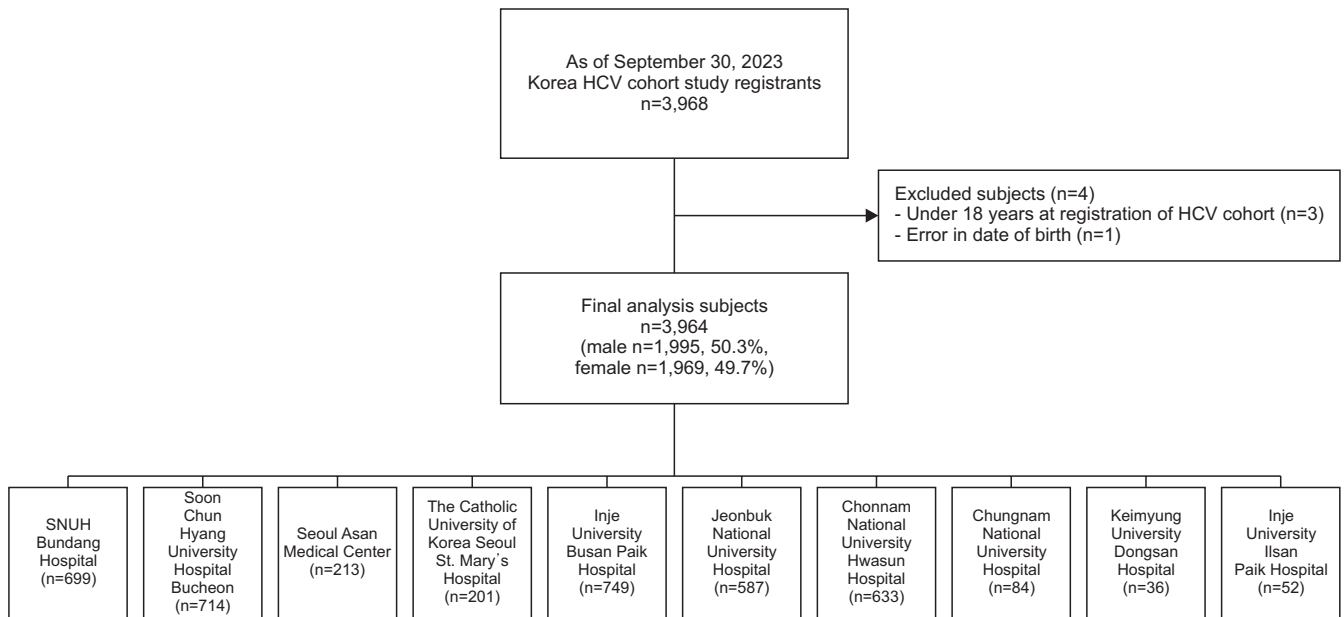 As of September 30, 2023
Korea HCV cohort study registrants
n=3,968
Excluded subjects (n=4)
- Under 18 years at registration of HCV cohort (n=3)
- Error in date of birth (n=1)
Final analysis subjects
n=3,964
(male n=1,995, 50.3%,
female n=1,969, 49.7%)
SNUH
Bundang
Hospital
(n=699)
Soon
Chun
Hyang
University
Hospital
Bucheon
(n=714)
Seoul Asan
Medical Center
(n=213)
The Catholic
University of
Korea Seoul
St. Mary's
Hospital
(n=201)
Inje
University
Busan Paik
Hospital
(n=749)
Jeonbuk
National
University
Hospital
(n=587)
Chonnam
National
University
Hwasun
Hospital
(n=633)
Chungnam
National
University
Hospital
(n=84)
Keimyung
University
Dongsan
Hospital
(n=36)
Inje
University
Ilsan
Paik Hospital
(n=52)